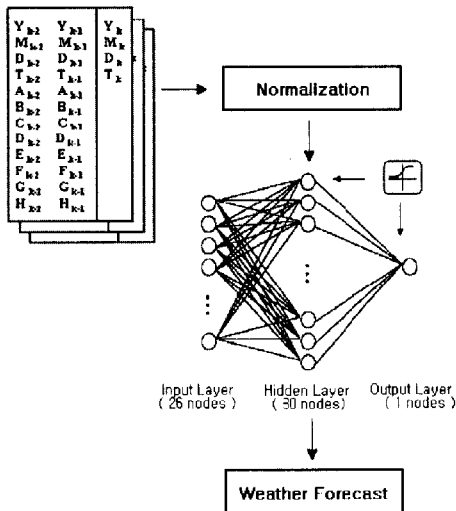 Y k-2 Y k-1 Y k
M k-2 M k-1 M k
D k-2 D k-1 D k
T k-2 T k-1 T k
A k-2 A k-1
B k-2 B k-1
C k-2 C k-1
D k-2 D k-1
E k-2 E k-1
F k-2 F k-1
G k-2 G k-1
H k-2 H k-1
Normalization
Input Layer Hidden Layer Output Layer
( 26 nodes ) ( 30 nodes) ( 1 nodes )
Weather Forecast